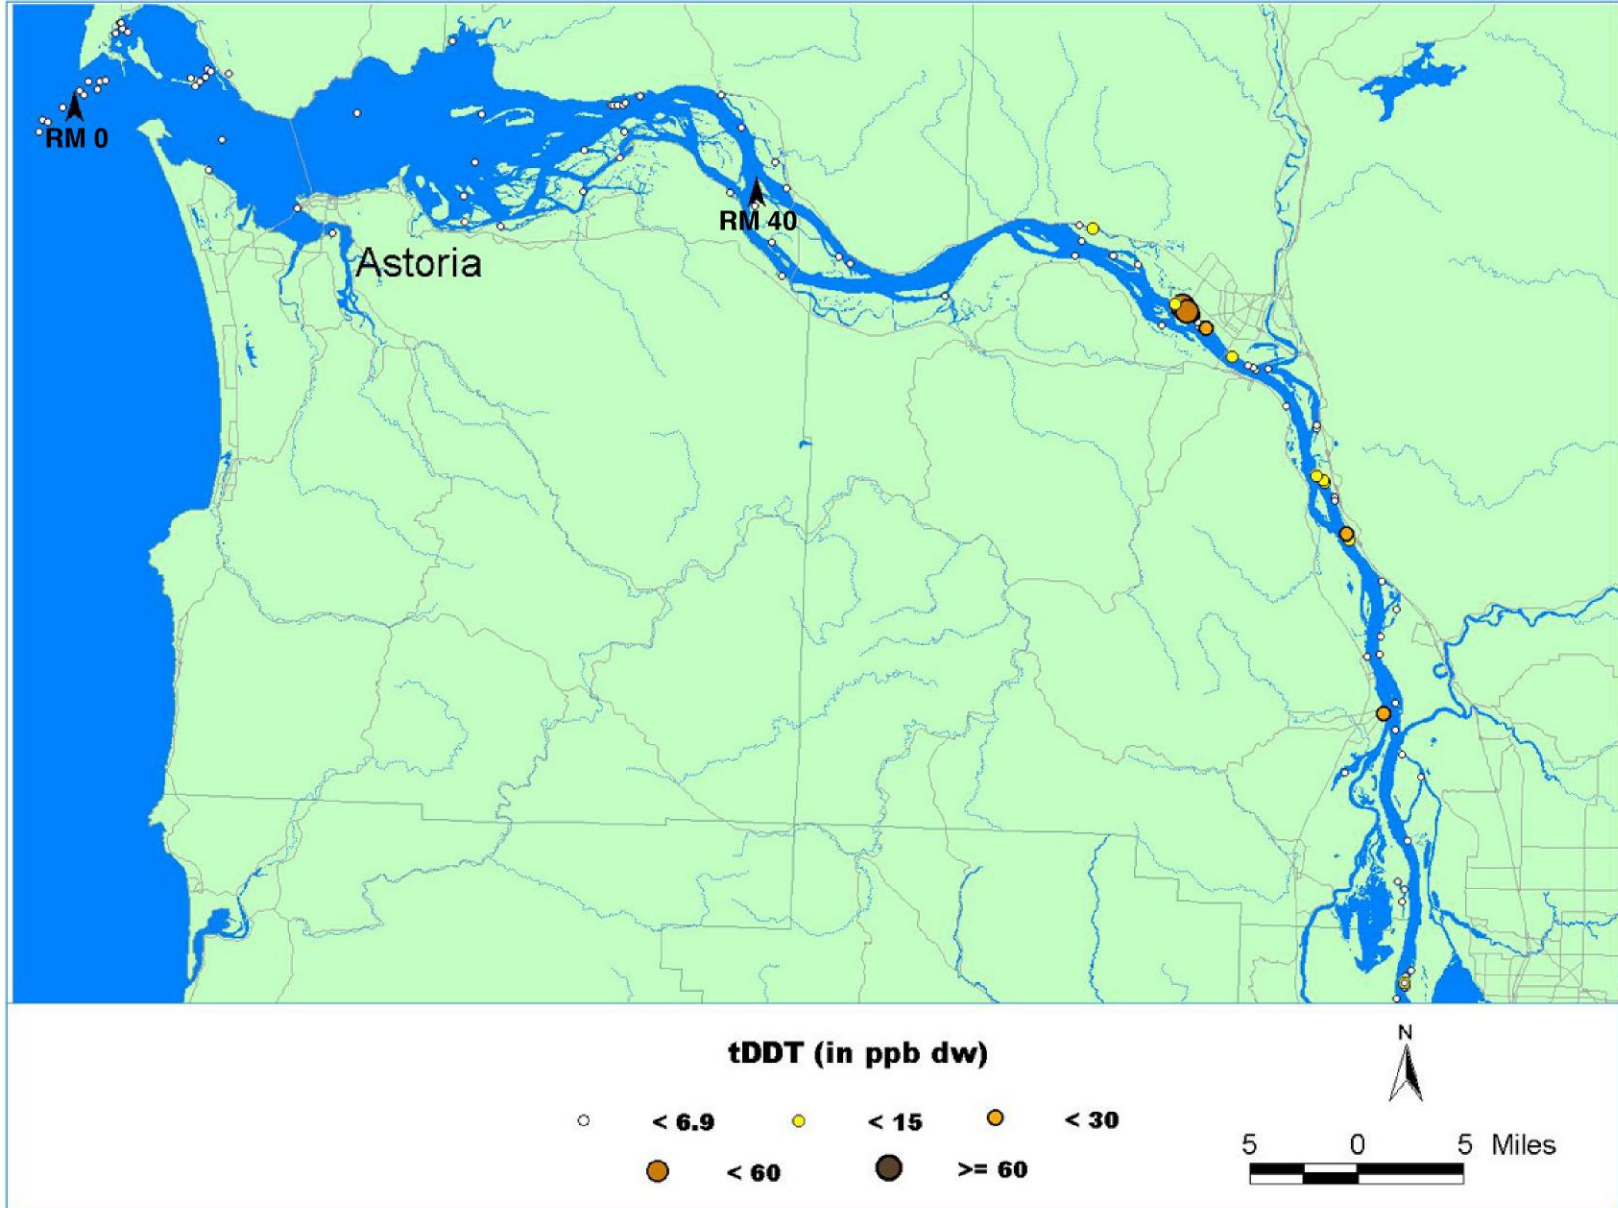 RM 0
RM 40
Astoria
tDDT (in ppb dw)
< 6.9 < 15 < 30
< 60 >= 60
N
5 0 5 Miles